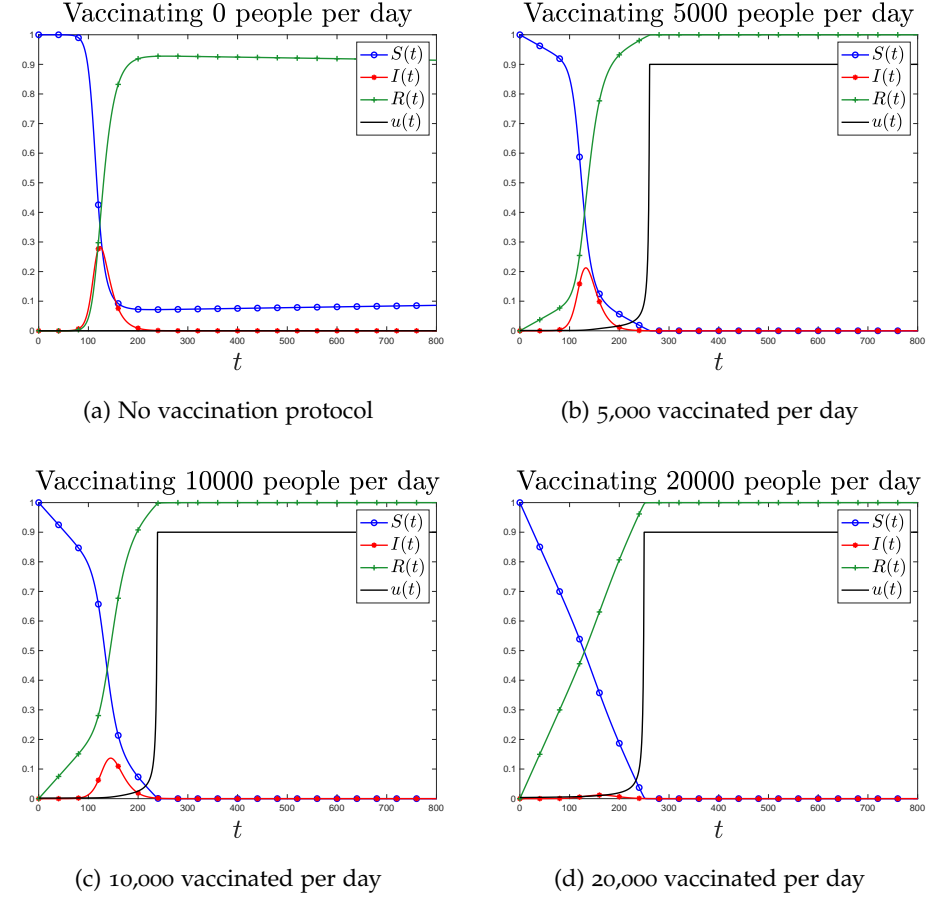 Vaccinating 0 people per day
1
0.9
0.8
0.7
0.6
0.5
0.4
0.3
0.2
0.1
0
0 100 200 300 400 500 600 700 800
t
S(t)
I(t)
R(t)
u(t)
(a) No vaccination protocol
Vaccinating 5000 people per day
1
0.9
0.8
0.7
0.6
0.5
0.4
0.3
0.2
0.1
0
0 100 200 300 400 500 600 700 800
t
S(t)
I(t)
R(t)
u(t)
(b) 5,000 vaccinated per day
Vaccinating 10000 people per day
1
0.9
0.8
0.7
0.6
0.5
0.4
0.3
0.2
0.1
0
0 100 200 300 400 500 600 700 800
t
S(t)
I(t)
R(t)
u(t)
(c) 10,000 vaccinated per day
Vaccinating 20000 people per day
1
0.9
0.8
0.7
0.6
0.5
0.4
0.3
0.2
0.1
0
0 100 200 300 400 500 600 700 800
t
S(t)
I(t)
R(t)
u(t)
(d) 20,000 vaccinated per day